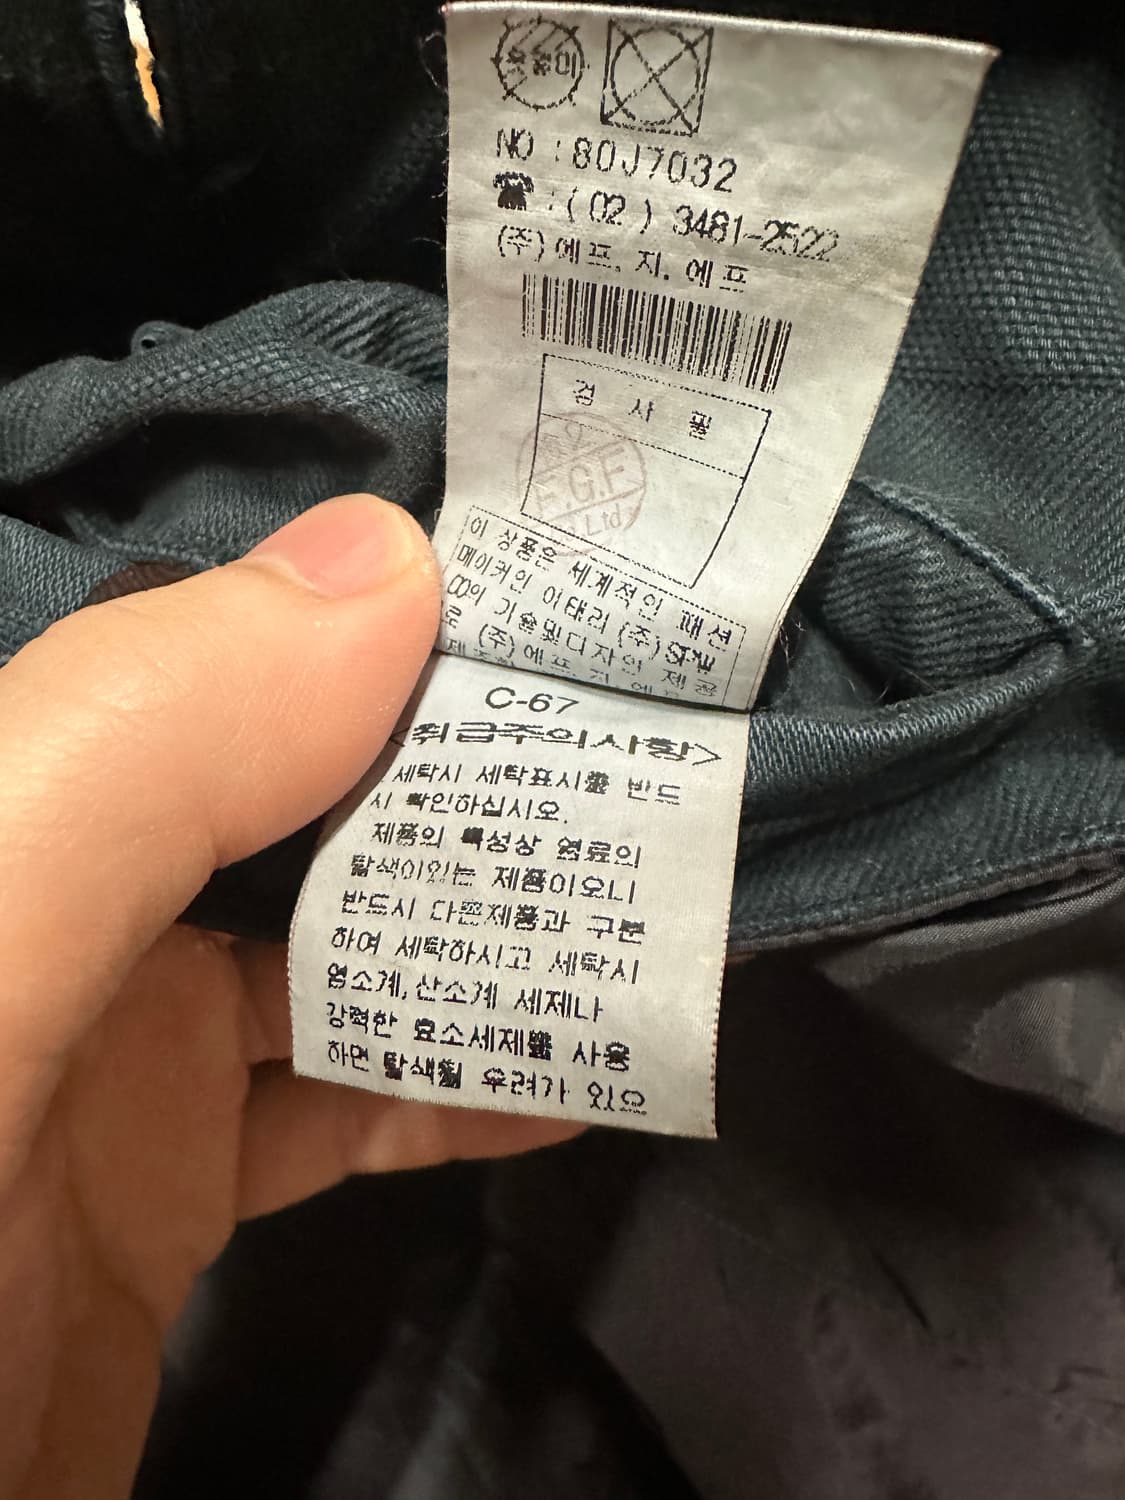 NO : 80J7032
☎ : ( 02 ) 3481-2522
(주) 에프. 지. 에프
검 사 필
F.G.F
Ltd
이 상품은 세계적인 패션
메이커인 이태리 (주)
의 기술및디자인 제공
로 (주)에프. 지. 에프
C-67
<취급주의사항>
세탁시 세탁표시를 반드
시 확인하십시오.
제품의 특성상 염료의
탈색이있는 제품이오니
반드시 다른제품과 구분
하여 세탁하시고 세탁시
염소계, 산소계 세제나
강력한 효소세제를 사용
하면 탈색될 우려가 있으